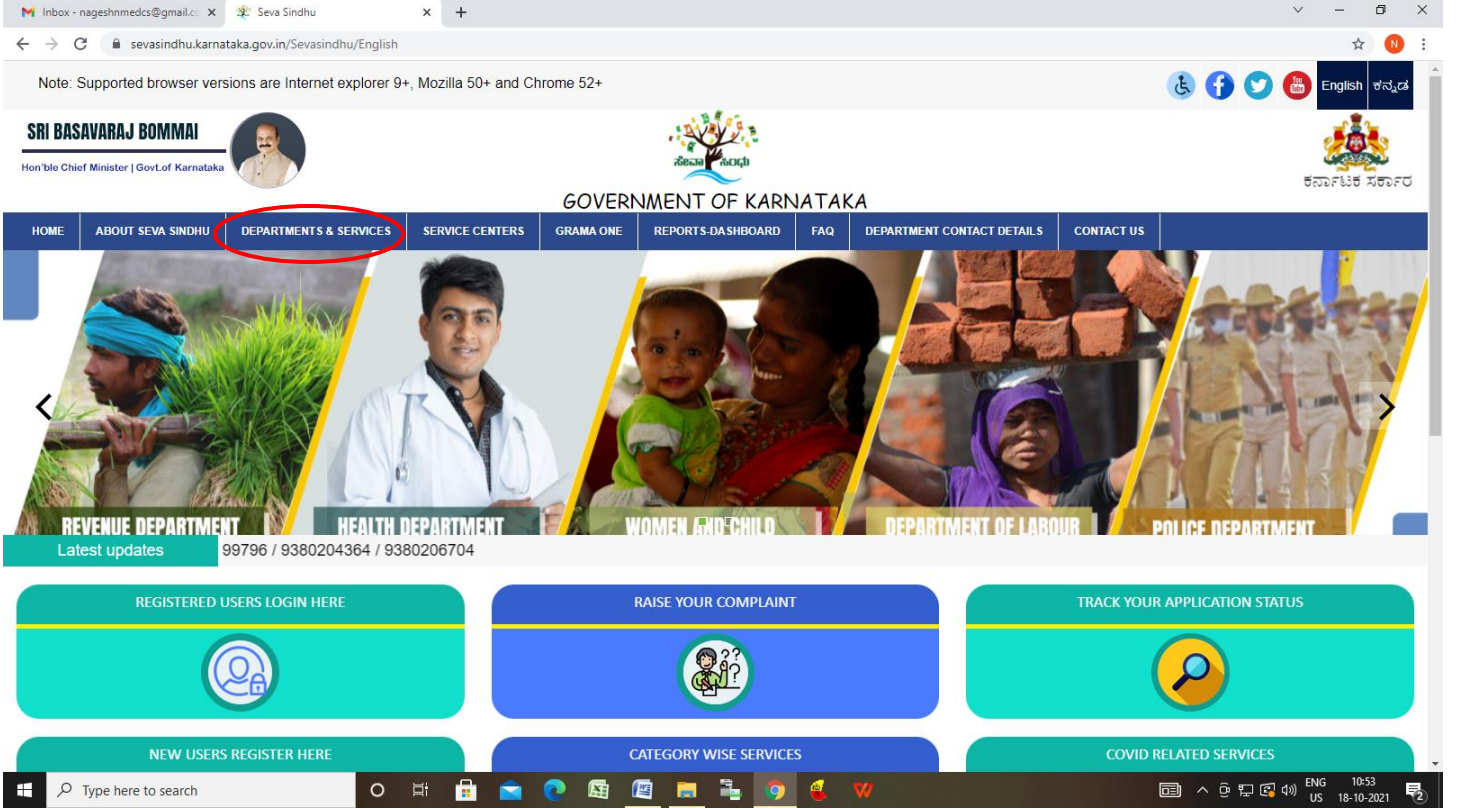 Inbox - nageshnmedcs@gmail.cc
Seva Sindhu
sevasindhu.karnataka.gov.in/Sevasindhu/English
N
Note: Supported browser versions are Internet explorer 9+, Mozilla 50+ and Chrome 52+
You
Tube
English
ಕನ್ನಡ
SRI BASAVARAJ BOMMAI
Hon'ble Chief Minister | Govt.of Karnataka
ಸೇವಾ ಸಿಂಧು
GOVERNMENT OF KARNATAKA
ಕರ್ನಾಟಕ ಸರ್ಕಾರ
HOME
ABOUT SEVA SINDHU
DEPARTMENTS & SERVICES
SERVICE CENTERS
GRAMA ONE
REPORTS-DASHBOARD
FAQ
DEPARTMENT CONTACT DETAILS
CONTACT US
REVENUE DEPARTMENT
HEALTH DEPARTMENT
WOMEN AND CHILD
DEPARTMENT OF LABOUR
POLICE DEPARTMENT
Latest updates
99796 / 9380204364 / 9380206704
REGISTERED USERS LOGIN HERE
RAISE YOUR COMPLAINT
TRACK YOUR APPLICATION STATUS
NEW USERS REGISTER HERE
CATEGORY WISE SERVICES
COVID RELATED SERVICES
Type here to search
ENG
US
10:53
18-10-2021
2